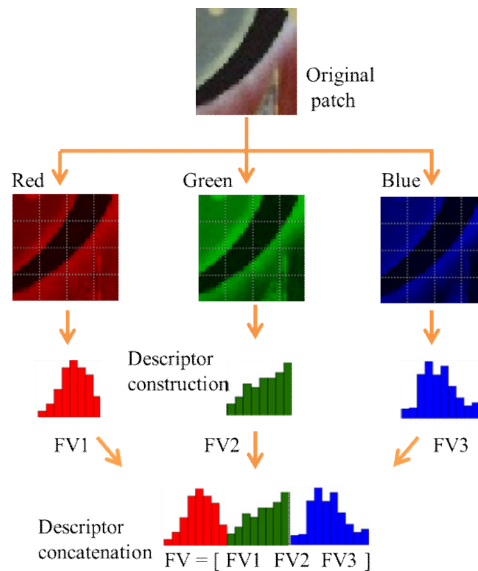 Original
patch
Red
Green
Blue
Descriptor
construction
FV1
FV2
FV3
Descriptor
concatenation
FV = [ FV1 FV2 FV3 ]